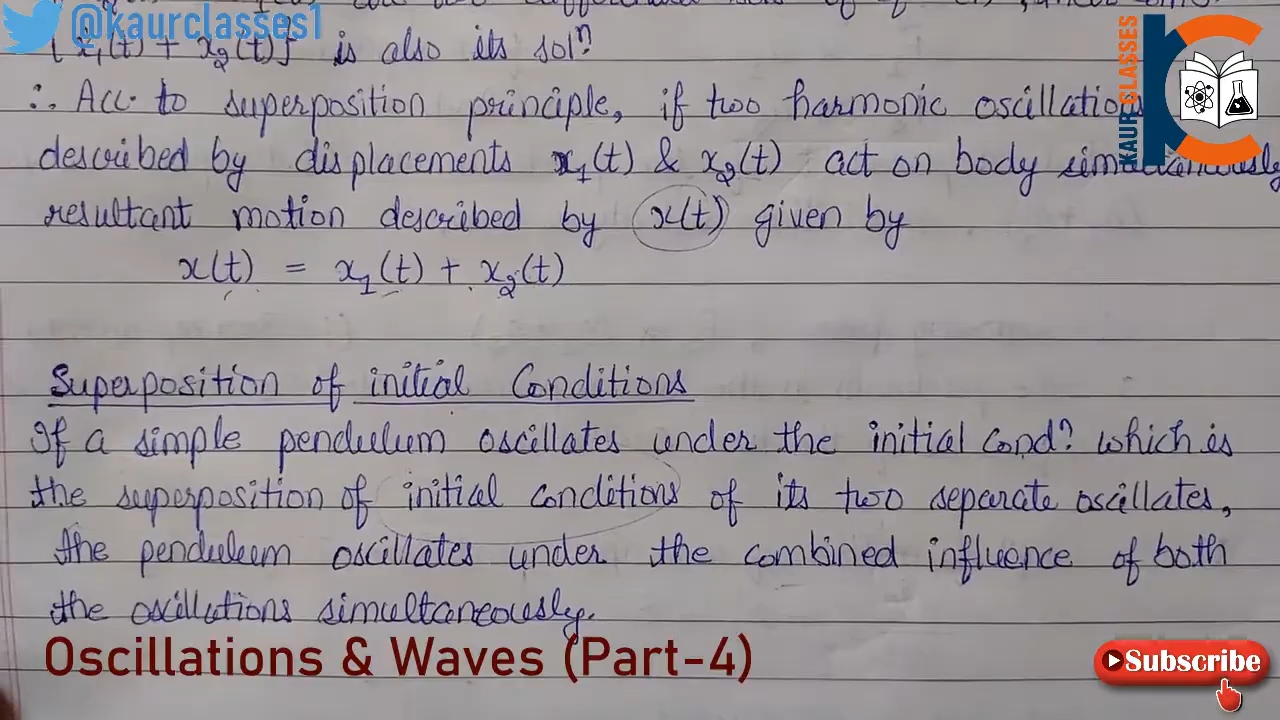 @kaurclasses1
{x₁(t) + x₂(t)} is also its solⁿ
∴ Acc. to superposition principle, if two harmonic oscillations
described by displacements x₁(t) & x₂(t) act on body simultaneously
resultant motion described by x(t) given by
x(t) = x₁(t) + x₂(t)
KAUR CLASSES
Superposition of initial Conditions
If a simple pendulum oscillates under the initial condⁿ which is
the superposition of initial conditions of its two separate oscillates,
the pendulum oscillates under the combined influence of both
the oscillations simultaneously.
Oscillations & Waves (Part-4)
Subscribe